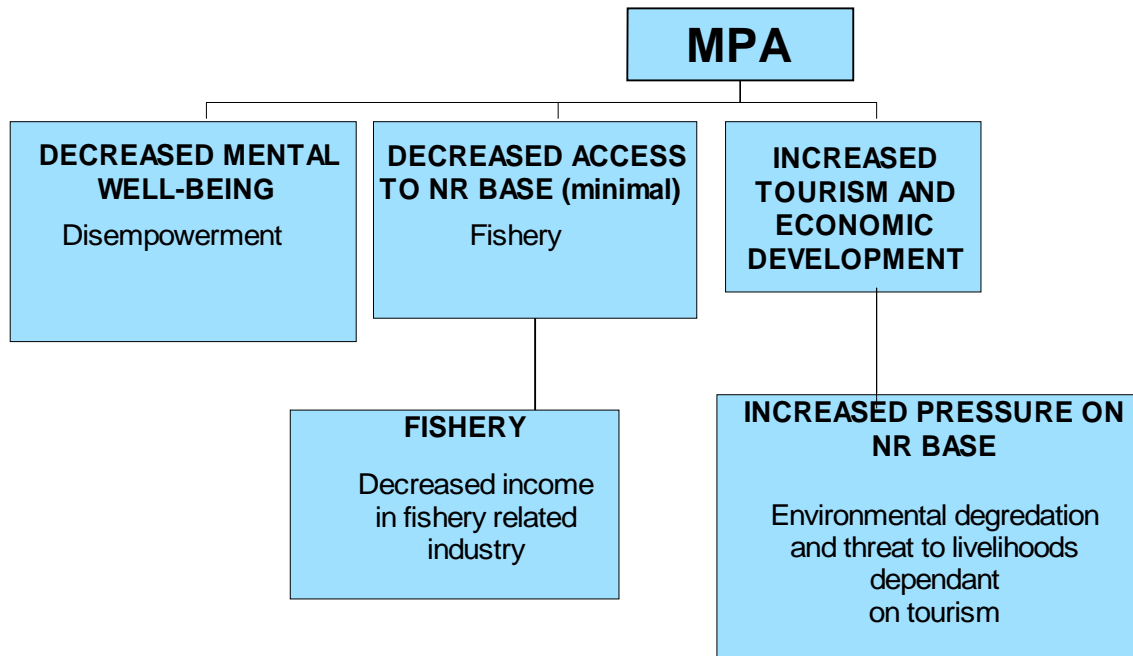 MPA
DECREASED MENTAL
WELL-BEING
Disempowerment
DECREASED ACCESS
TO NR BASE (minimal)
Fishery
INCREASED
TOURISM AND
ECONOMIC
DEVELOPMENT
FISHERY
Decreased income
in fishery related
industry
INCREASED PRESSURE ON
NR BASE
Environmental degredation
and threat to livelihoods
dependant
on tourism